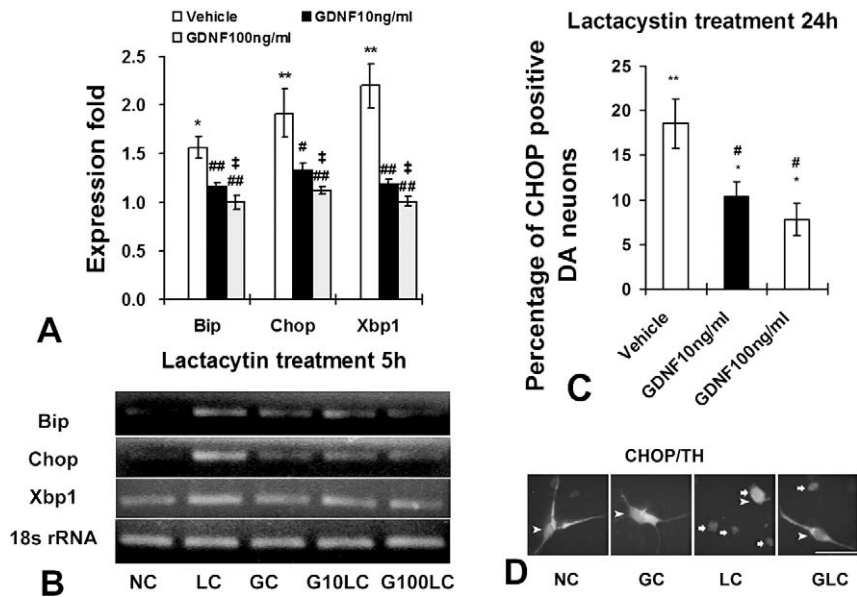 Vehicle
GDNF10ng/ml
GDNF100ng/ml
Expression fold
2.5
2.0
1.5
1.0
0.5
0.0
*
##
‡
##
**
#
‡
##
**
##
‡
##
Bip
Chop
Xbp1
A
Lactacytin treatment 5h
Bip
Chop
Xbp1
18s rRNA
NC LC GC G10LC G100LC
B
Lactacystin treatment 24h
Percentage of CHOP positive
DA neuons
25
20
15
10
5
0
**
#
*
#
*
Vehicle
GDNF10ng/ml
GDNF100ng/ml
C
CHOP/TH
NC GC LC GLC
D